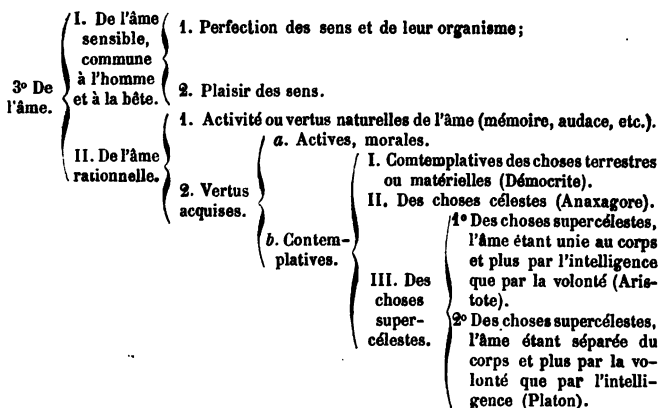 3º De
l'âme.
I. De l'âme
sensible,
commune
à l'homme
et à la bête.
1. Perfection des sens et de leur organisme;
2. Plaisir des sens.
II. De l'âme
rationnelle.
1. Activité ou vertus naturelles de l'âme (mémoire, audace, etc.).
2. Vertus
acquises.
a. Actives, morales.
b. Contem-
platives.
I. Comtemplatives des choses terrestres
ou matérielles (Démocrite).
II. Des choses célestes (Anaxagore).
III. Des
choses
super-
célestes.
1º Des choses supercélestes,
l'âme étant unie au corps
et plus par l'intelligence
que par la volonté (Aris-
tote).
2º Des choses supercélestes,
l'âme étant séparée du
corps et plus par la vo-
lonté que par l'intelli-
gence (Platon).